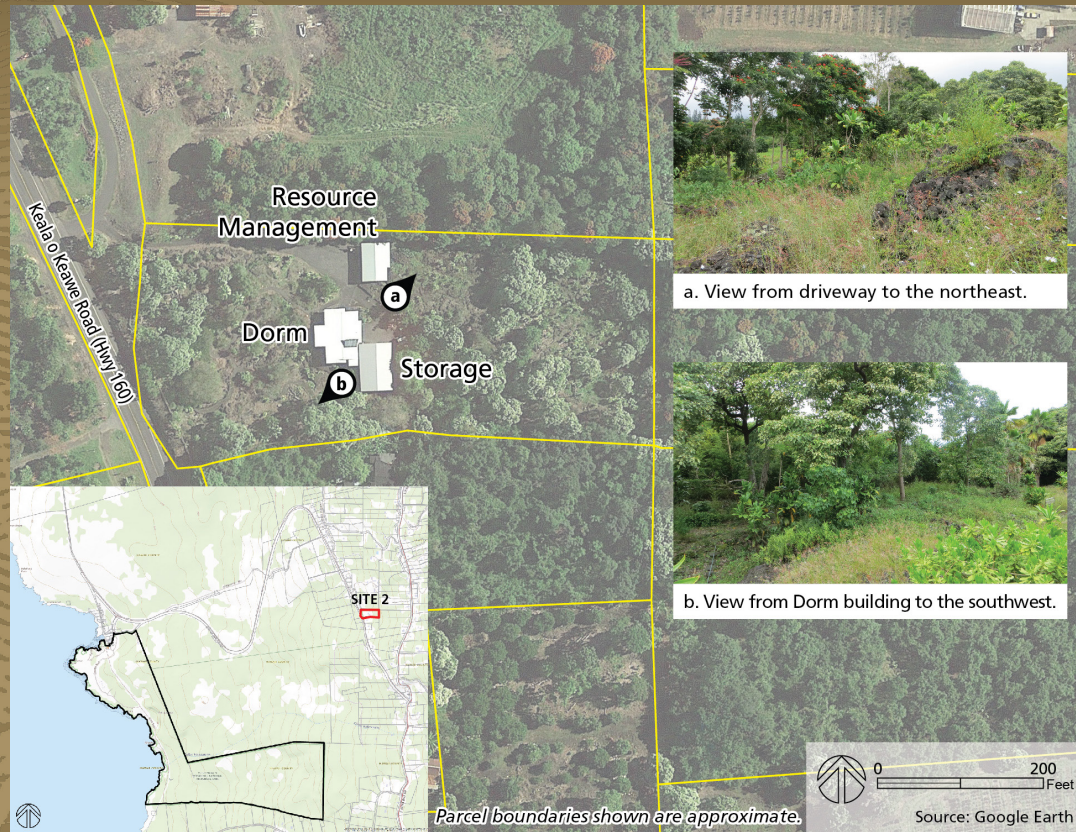 Resource
Management
Keala o Keawe Road (Hwy 160)
a
Dorm
Storage
b
a. View from driveway to the northeast.
b. View from Dorm building to the southwest.
SITE 2
Parcel boundaries shown are approximate.
0 200
Feet
Source: Google Earth